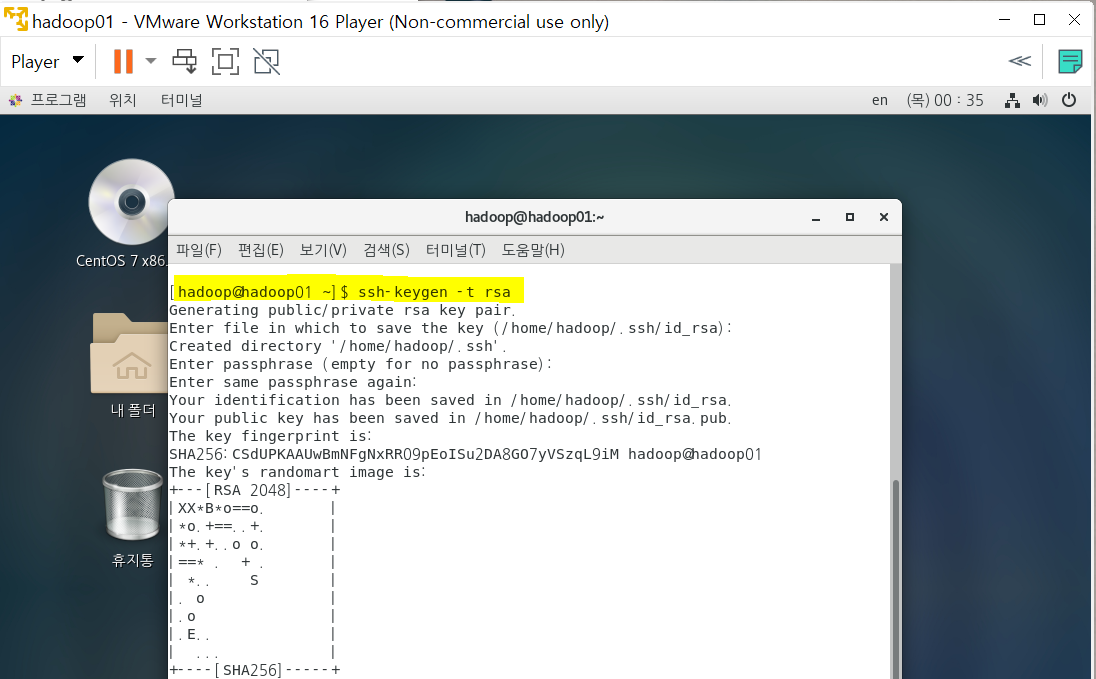 hadoop01 - VMware Workstation 16 Player (Non-commercial use only)
Player
프로그램 위치 터미널 en (목) 00 : 35
CentOS 7 x86.
내 폴더
휴지통
hadoop@hadoop01:~
파일(F) 편집(E) 보기(V) 검색(S) 터미널(T) 도움말(H)
[hadoop@hadoop01 ~]$ ssh-keygen -t rsa
Generating public/private rsa key pair.
Enter file in which to save the key (/home/hadoop/.ssh/id_rsa):
Created directory '/home/hadoop/.ssh'.
Enter passphrase (empty for no passphrase):
Enter same passphrase again:
Your identification has been saved in /home/hadoop/.ssh/id_rsa.
Your public key has been saved in /home/hadoop/.ssh/id_rsa.pub.
The key fingerprint is:
SHA256:CSdUPKAAUwBmNFgNxRR09pEoISu2DA8GO7yVSzqL9iM hadoop@hadoop01
The key's randomart image is:
+---[RSA 2048]----+
|XX*B*o==o.       |
|*o.+==..+.       |
|*+.+..o o.       |
|==* .  + .       |
| *..    S        |
|. o              |
|.o               |
|.E..             |
|  ...            |
+----[SHA256]-----+